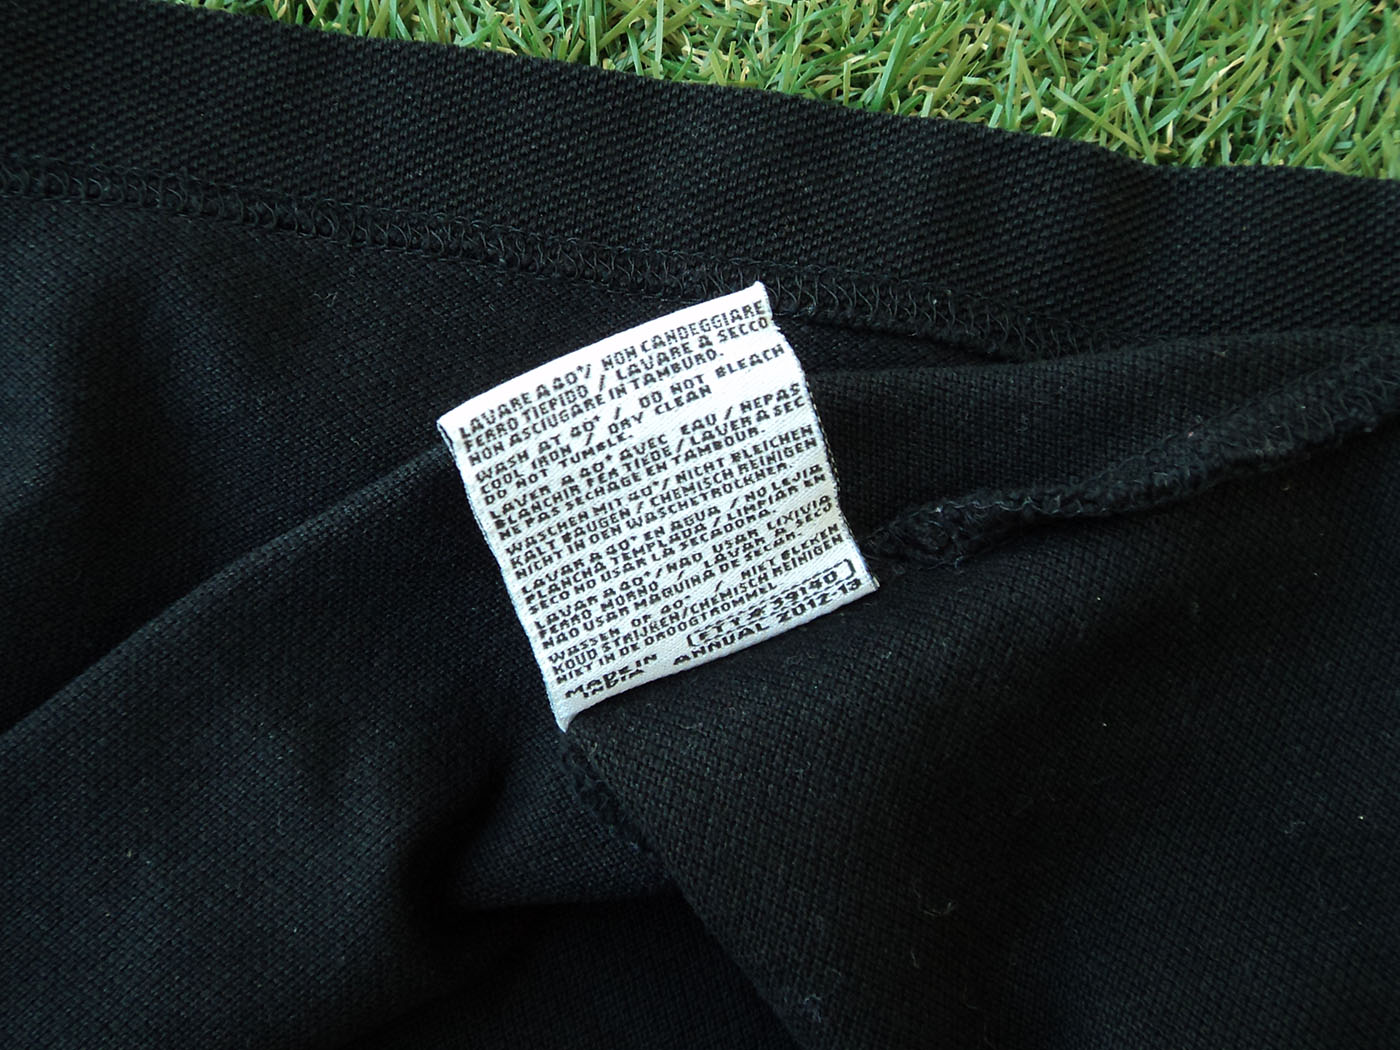 LAVARE A 40°/ NON CANDEGGIARE
FERRO TIEPIDO / LAVARE A SECCO
NON ASCIUGARE IN TAMBURO.
WASH AT 40° / DO NOT BLEACH
COOL IRON / DRY CLEAN
DO NOT TUMBLE.
LAVER A 40° AVEC EAU / NEPAS
BLANCHIR FEA TIEDE / LAVER A SEC
NE PAS SECHAGE EN TAMBOUR.
WASCHEN MIT 40°/ NICHT BLEICHEN
KALT BAUGEN / CHEMISCH REINIGEN
NICHT IN DEN WASCHETROCKNER
LAVAR A 40° EN AGUA / NO LEJIA
PLANCHA TEMPLADA / LIMPIAR EN
SECO NO USAR LA SECADORA.
LAVAR A 40°/ NAO USAR LIXIVIA
FERRO MORNO / LAVAR A SECO
NAO USAR MAQUINA DE SECAR.
WASSEN OP 40° / NIET BLEKEN
KOUD STRIJKEN/CHEMISCH REINIGEN
NIET IN DE DROOGTROMMEL
MADE IN INDIA
ETY # 39140
ANNUAL 2012-13